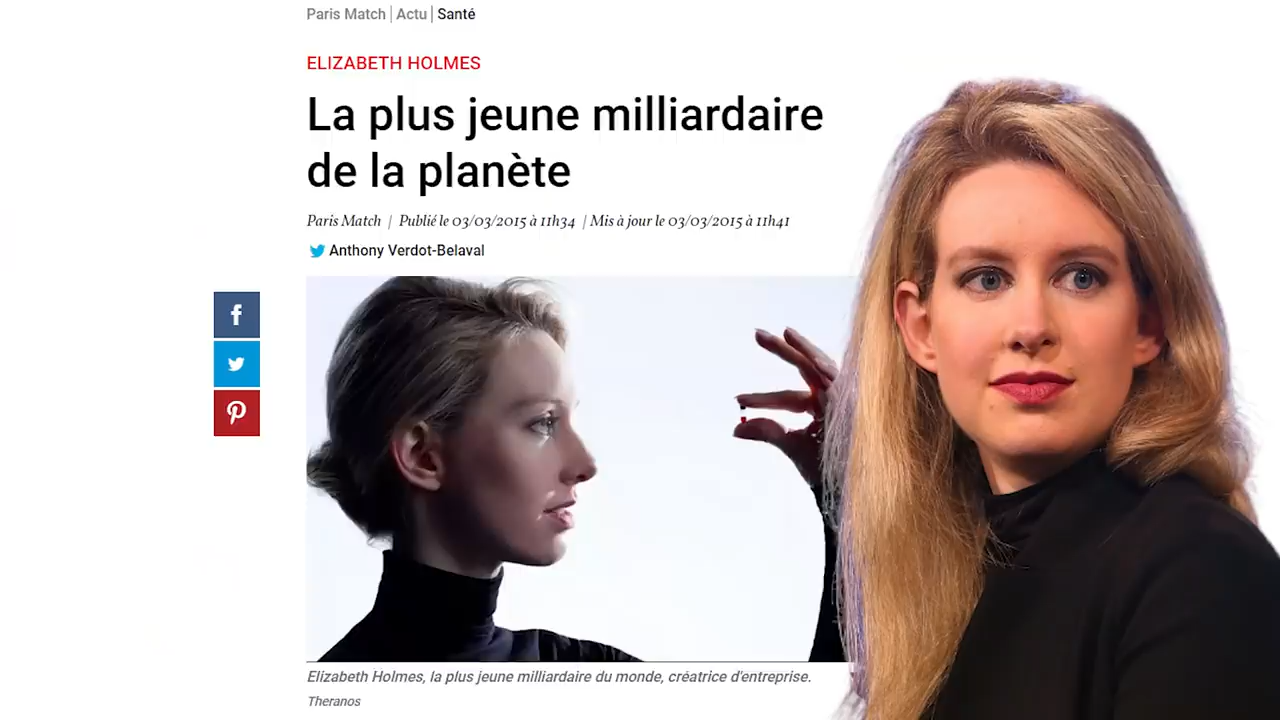 Paris Match | Actu | Santé
ELIZABETH HOLMES
La plus jeune milliardaire
de la planète
Paris Match | Publié le 03/03/2015 à 11h34 | Mis à jour le 03/03/2015 à 11h41
Anthony Verdot-Belaval
Elizabeth Holmes, la plus jeune milliardaire du monde, créatrice d'entreprise.
Theranos